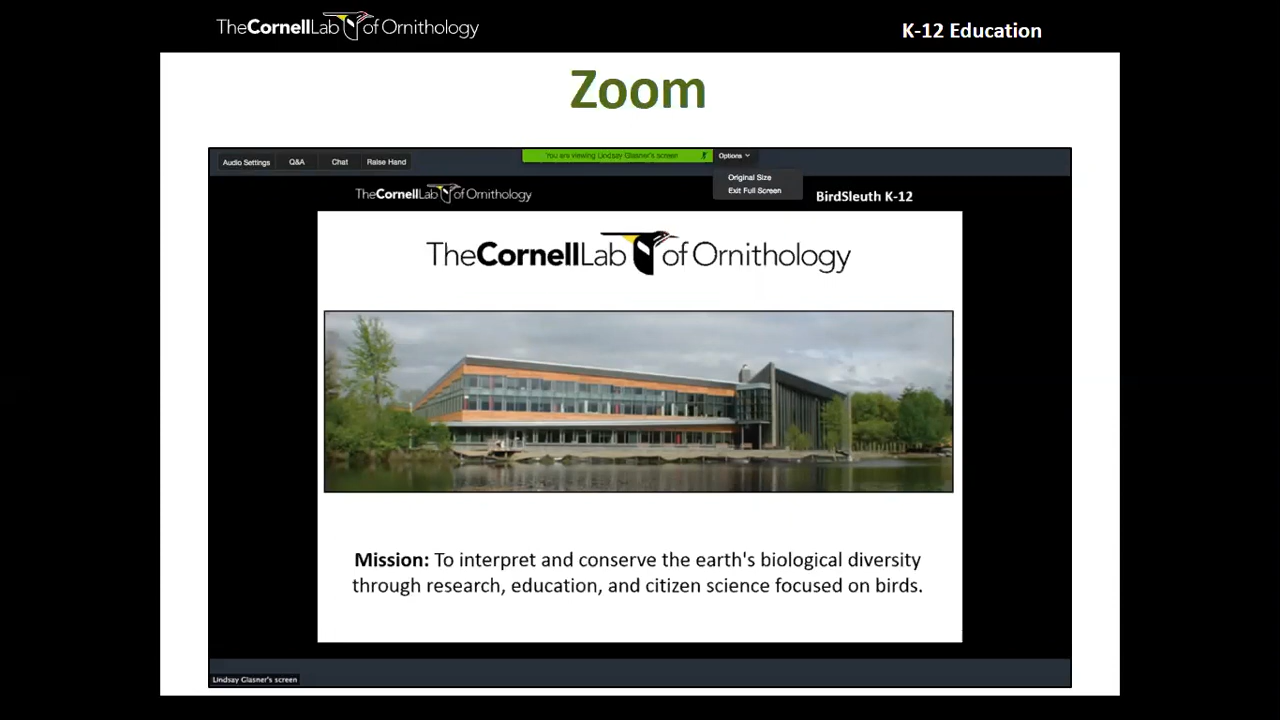 TheCornellLab of Ornithology
K-12 Education
Zoom
Audio Settings
Q&A
Chat
Raise Hand
You are viewing Lindsay Glasner's screen
Options
Original Size
Exit Full Screen
TheCornellLab of Ornithology
BirdSleuth K-12
TheCornellLab of Ornithology
Mission: To interpret and conserve the earth's biological diversity
through research, education, and citizen science focused on birds.
Lindsay Glasner's screen